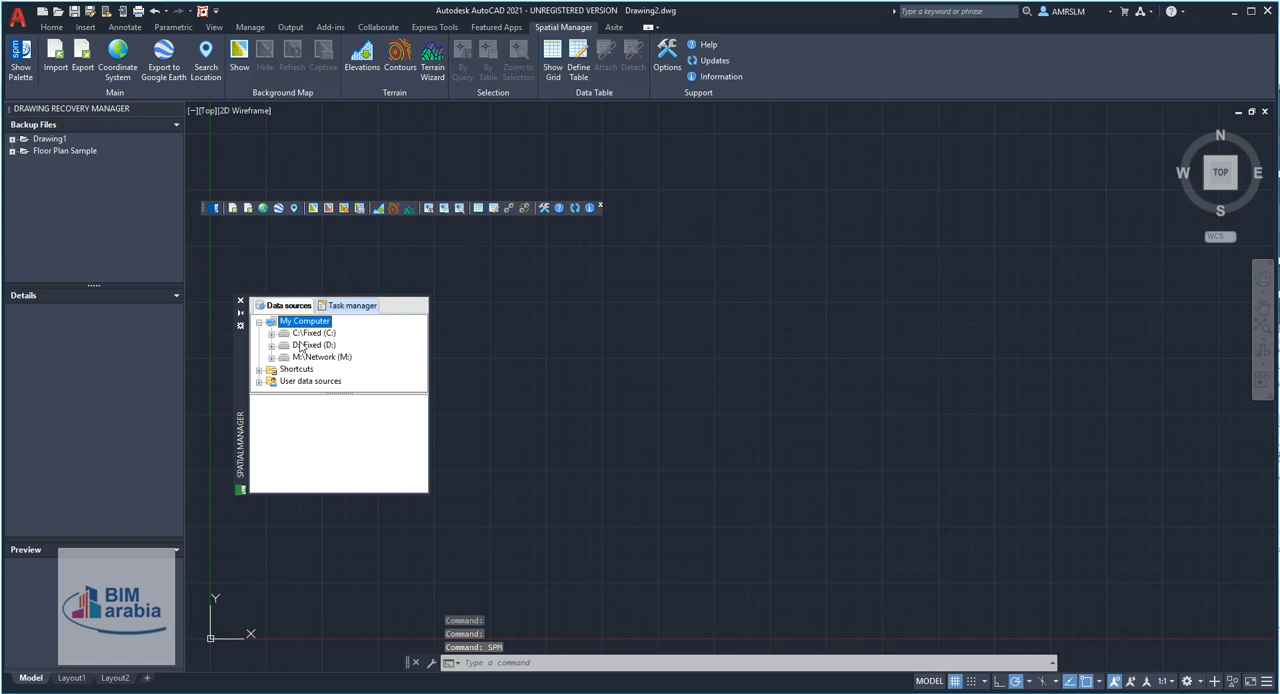 Autodesk AutoCAD 2021 - UNREGISTERED VERSION Drawing2.dwg
Type a keyword or phrase
AMRSLM
Home Insert Annotate Parametric View Manage Output Add-ins Collaborate Express Tools Featured Apps Spatial Manager Asite
spm
Show Palette
Import
Export
Coordinate System
Export to Google Earth
Search Location
Main
Show
Hide
Refresh
Capture
Background Map
Elevations
Contours
Terrain Wizard
Terrain
By Query
By Table
Zoom to Selection
Selection
Show Grid
Define Table
Attach
Detach
Data Table
Options
Help
Updates
Information
Support
DRAWING RECOVERY MANAGER
Backup Files
Drawing1
Floor Plan Sample
Details
Preview
[−][Top][2D Wireframe]
N
W TOP E
S
WCS
Data sources Task manager
My Computer
C:\Fixed (C:)
D:\Fixed (D:)
M:\Network (M:)
Shortcuts
User data sources
SPATIALMANAGER
BIM
arabia
Y
X
Command:
Command:
Command: SPM
Type a command
Model Layout1 Layout2 +
MODEL
1:1